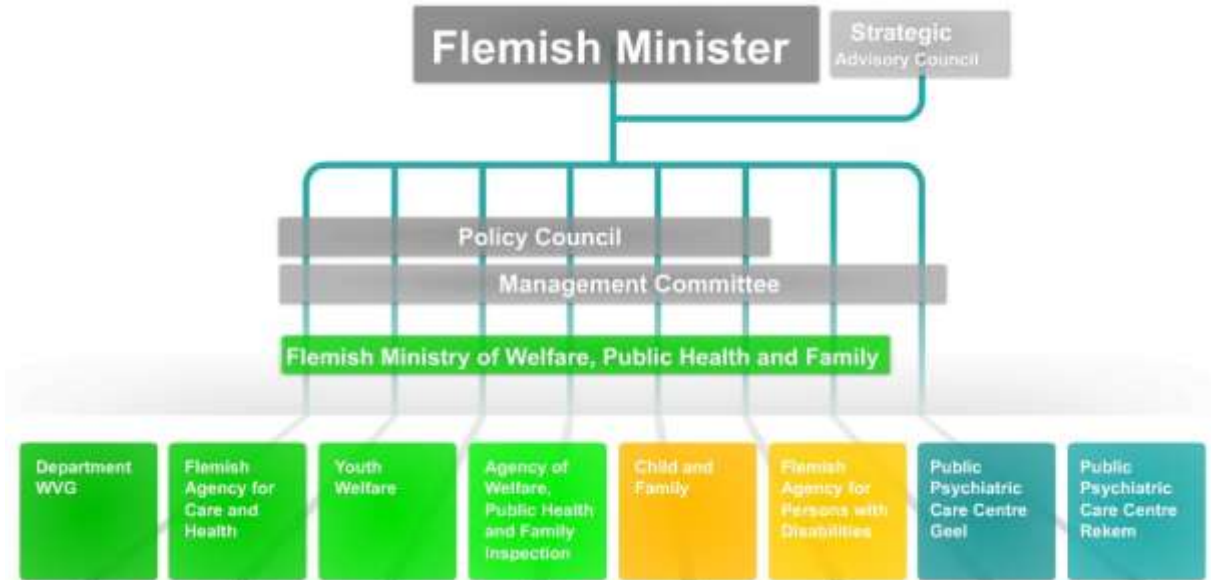 Flemish Minister
Strategic
Advisory Council
Policy Council
Management Committee
Flemish Ministry of Welfare, Public Health and Family
Department
WVG
Flemish
Agency for
Care and
Health
Youth
Welfare
Agency of
Welfare,
Public Health
and Family
Inspection
Child and
Family
Flemish
Agency for
Persons with
Disabilities
Public
Psychiatric
Care Centre
Geel
Public
Psychiatric
Care Centre
Rekem